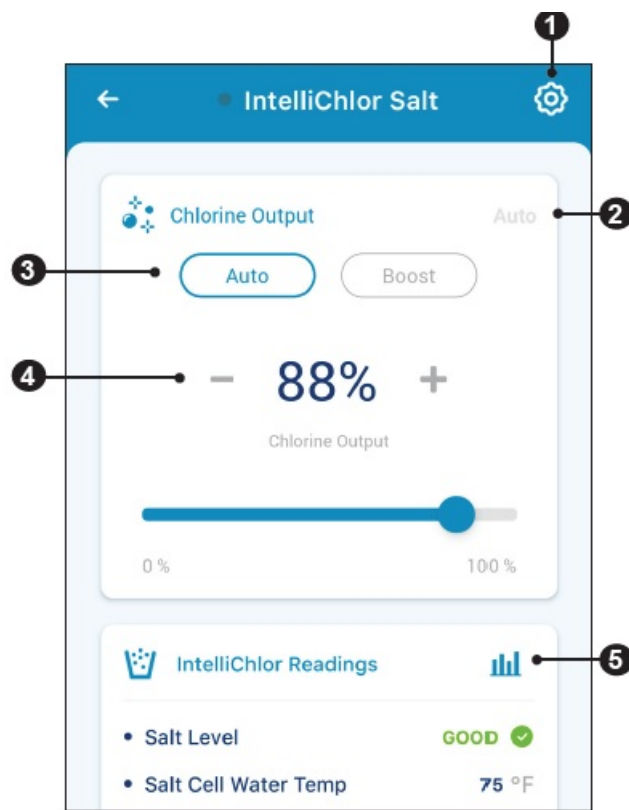 1
IntelliChlor Salt
Chlorine Output Auto
2
3
Auto Boost
4
− 88% +
Chlorine Output
0 % 100 %
IntelliChlor Readings
5
• Salt Level GOOD
• Salt Cell Water Temp 75 °F